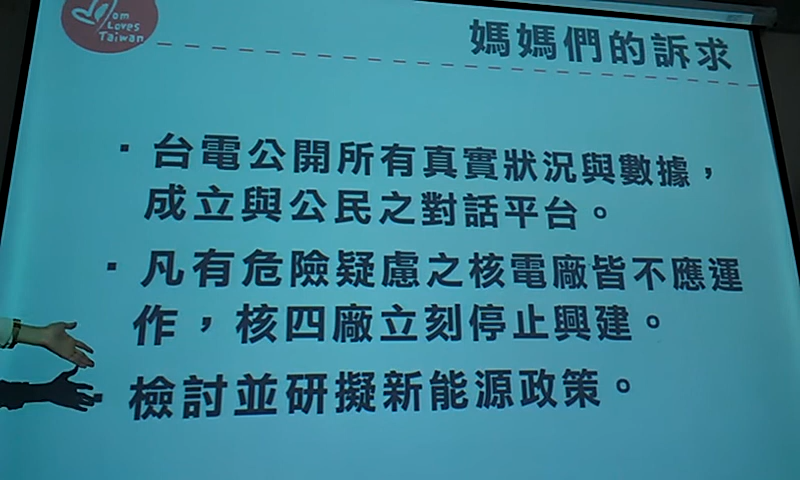 om
Loves
Taiwan
媽媽們的訴求
▪ 台電公開所有真實狀況與數據，
成立與公民之對話平台。
▪ 凡有危險疑慮之核電廠皆不應運
作，核四廠立刻停止興建。
▪ 檢討並研擬新能源政策。